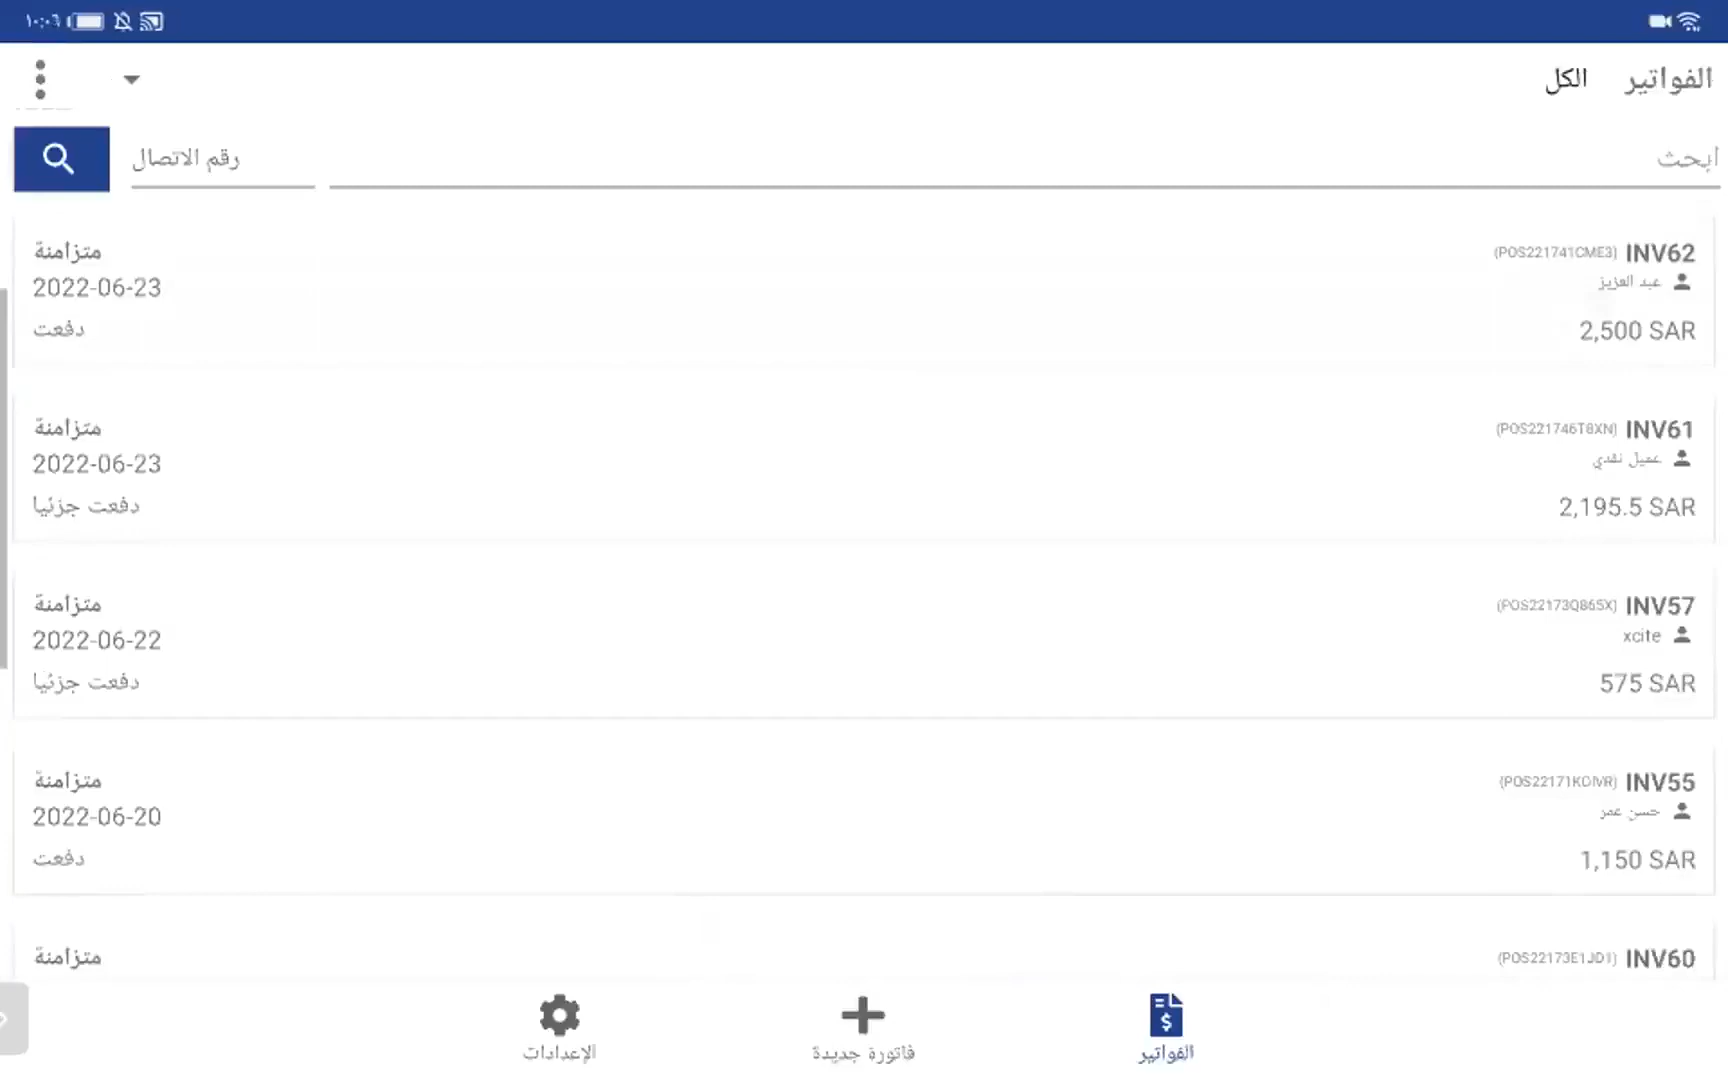 ١٠:٠٦
الفواتير الكل
ابحث رقم الاتصال
INV62 (POS221741CME3) متزامنة
عبد العزيز 2022-06-23
2,500 SAR دفعت
INV61 (POS221746T8XN) متزامنة
عميل نقدي 2022-06-23
2,195.5 SAR دفعت جزئيا
INV57 (POS22173Q865X) متزامنة
xcite 2022-06-22
575 SAR دفعت جزئيا
INV55 متزامنة
حسن عمر 2022-06-20
1,150 SAR دفعت
INV60 (POS22173E1JD1) متزامنة
الفواتير فاتورة جديدة الإعدادات